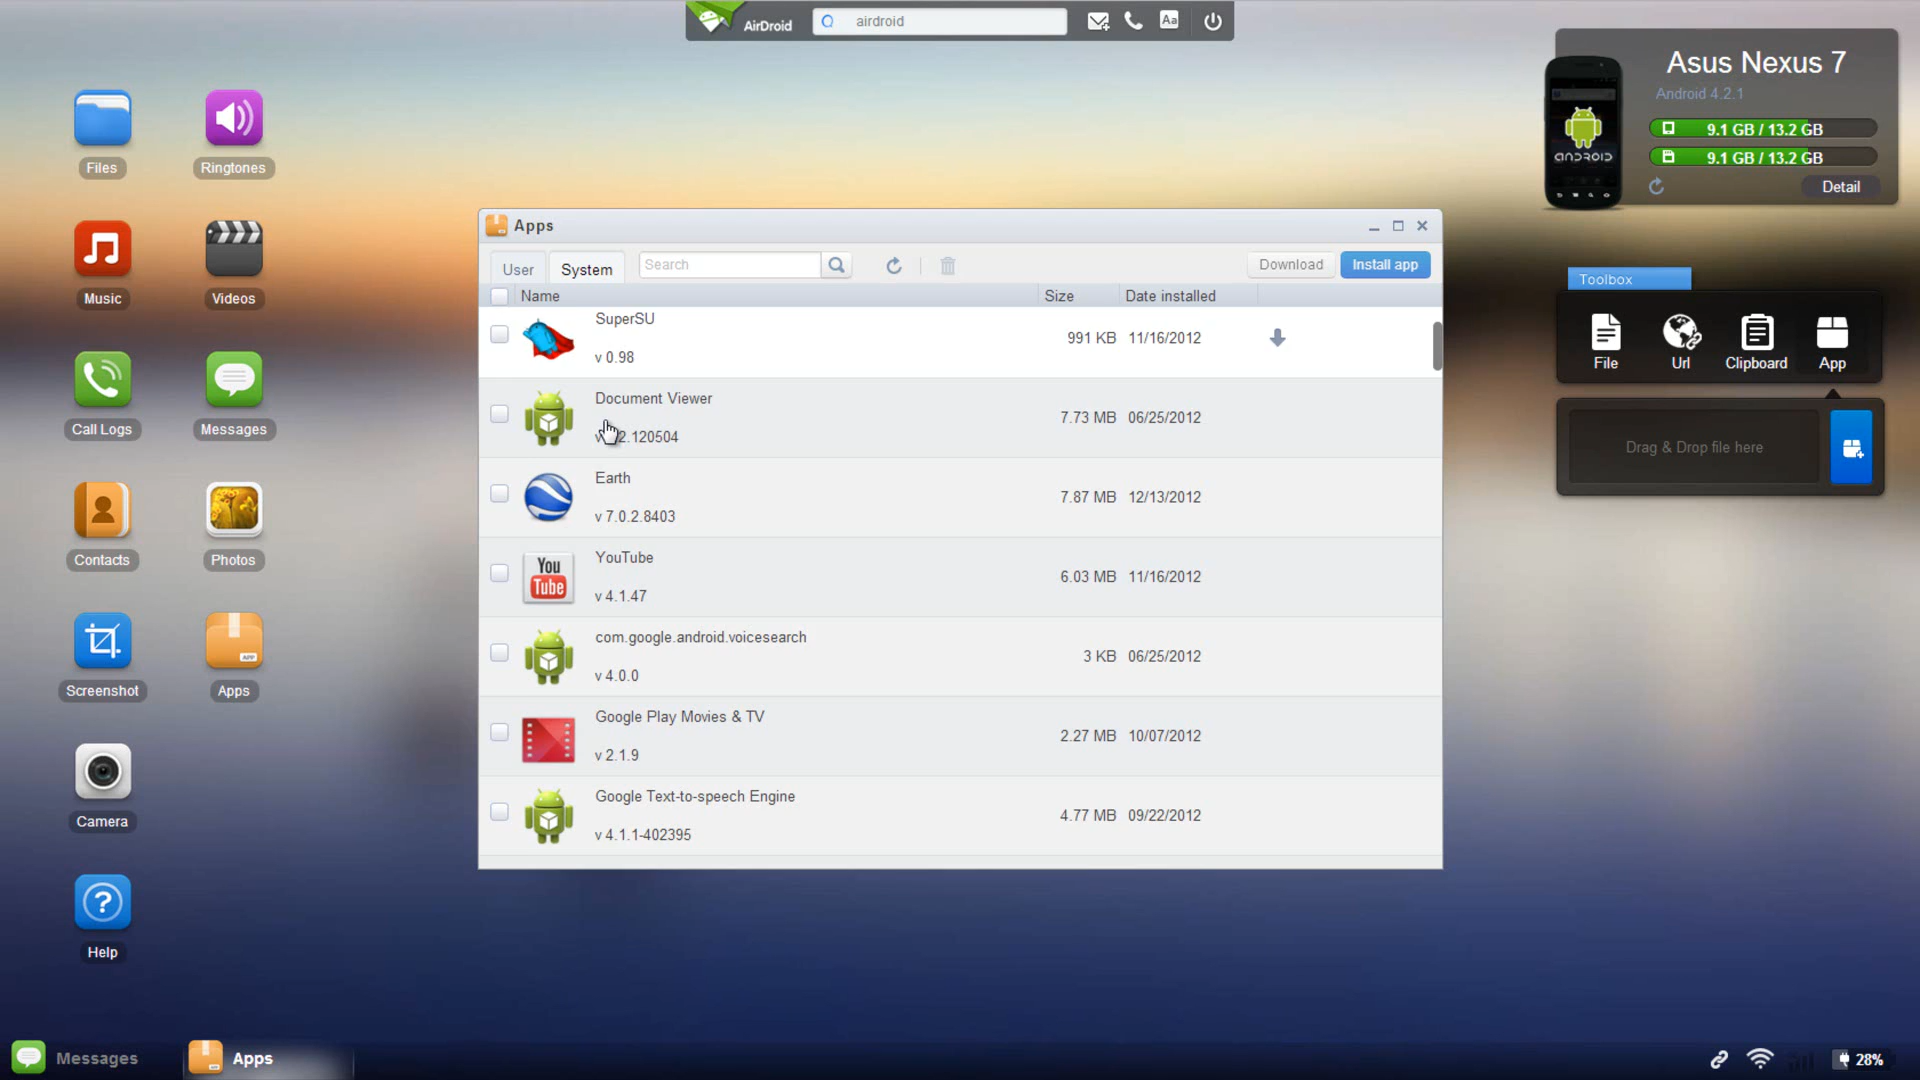 AirDroid
airdroid
Aa
Asus Nexus 7
Android 4.2.1
9.1 GB / 13.2 GB
9.1 GB / 13.2 GB
Detail
ANDROID
Files
Ringtones
Music
Videos
Call Logs
Messages
Contacts
Photos
Screenshot
APP
Apps
Camera
Help
Apps
User
System
Search
Download
Install app
Name
Size
Date installed
SuperSU
v 0.98
991 KB
11/16/2012
Document Viewer
2.120504
7.73 MB
06/25/2012
Earth
v 7.0.2.8403
7.87 MB
12/13/2012
You
Tube
YouTube
v 4.1.47
6.03 MB
11/16/2012
com.google.android.voicesearch
v 4.0.0
3 KB
06/25/2012
Google Play Movies & TV
v 2.1.9
2.27 MB
10/07/2012
Google Text-to-speech Engine
v 4.1.1-402395
4.77 MB
09/22/2012
Toolbox
File
Url
Clipboard
App
Drag & Drop file here
Messages
Apps
28%